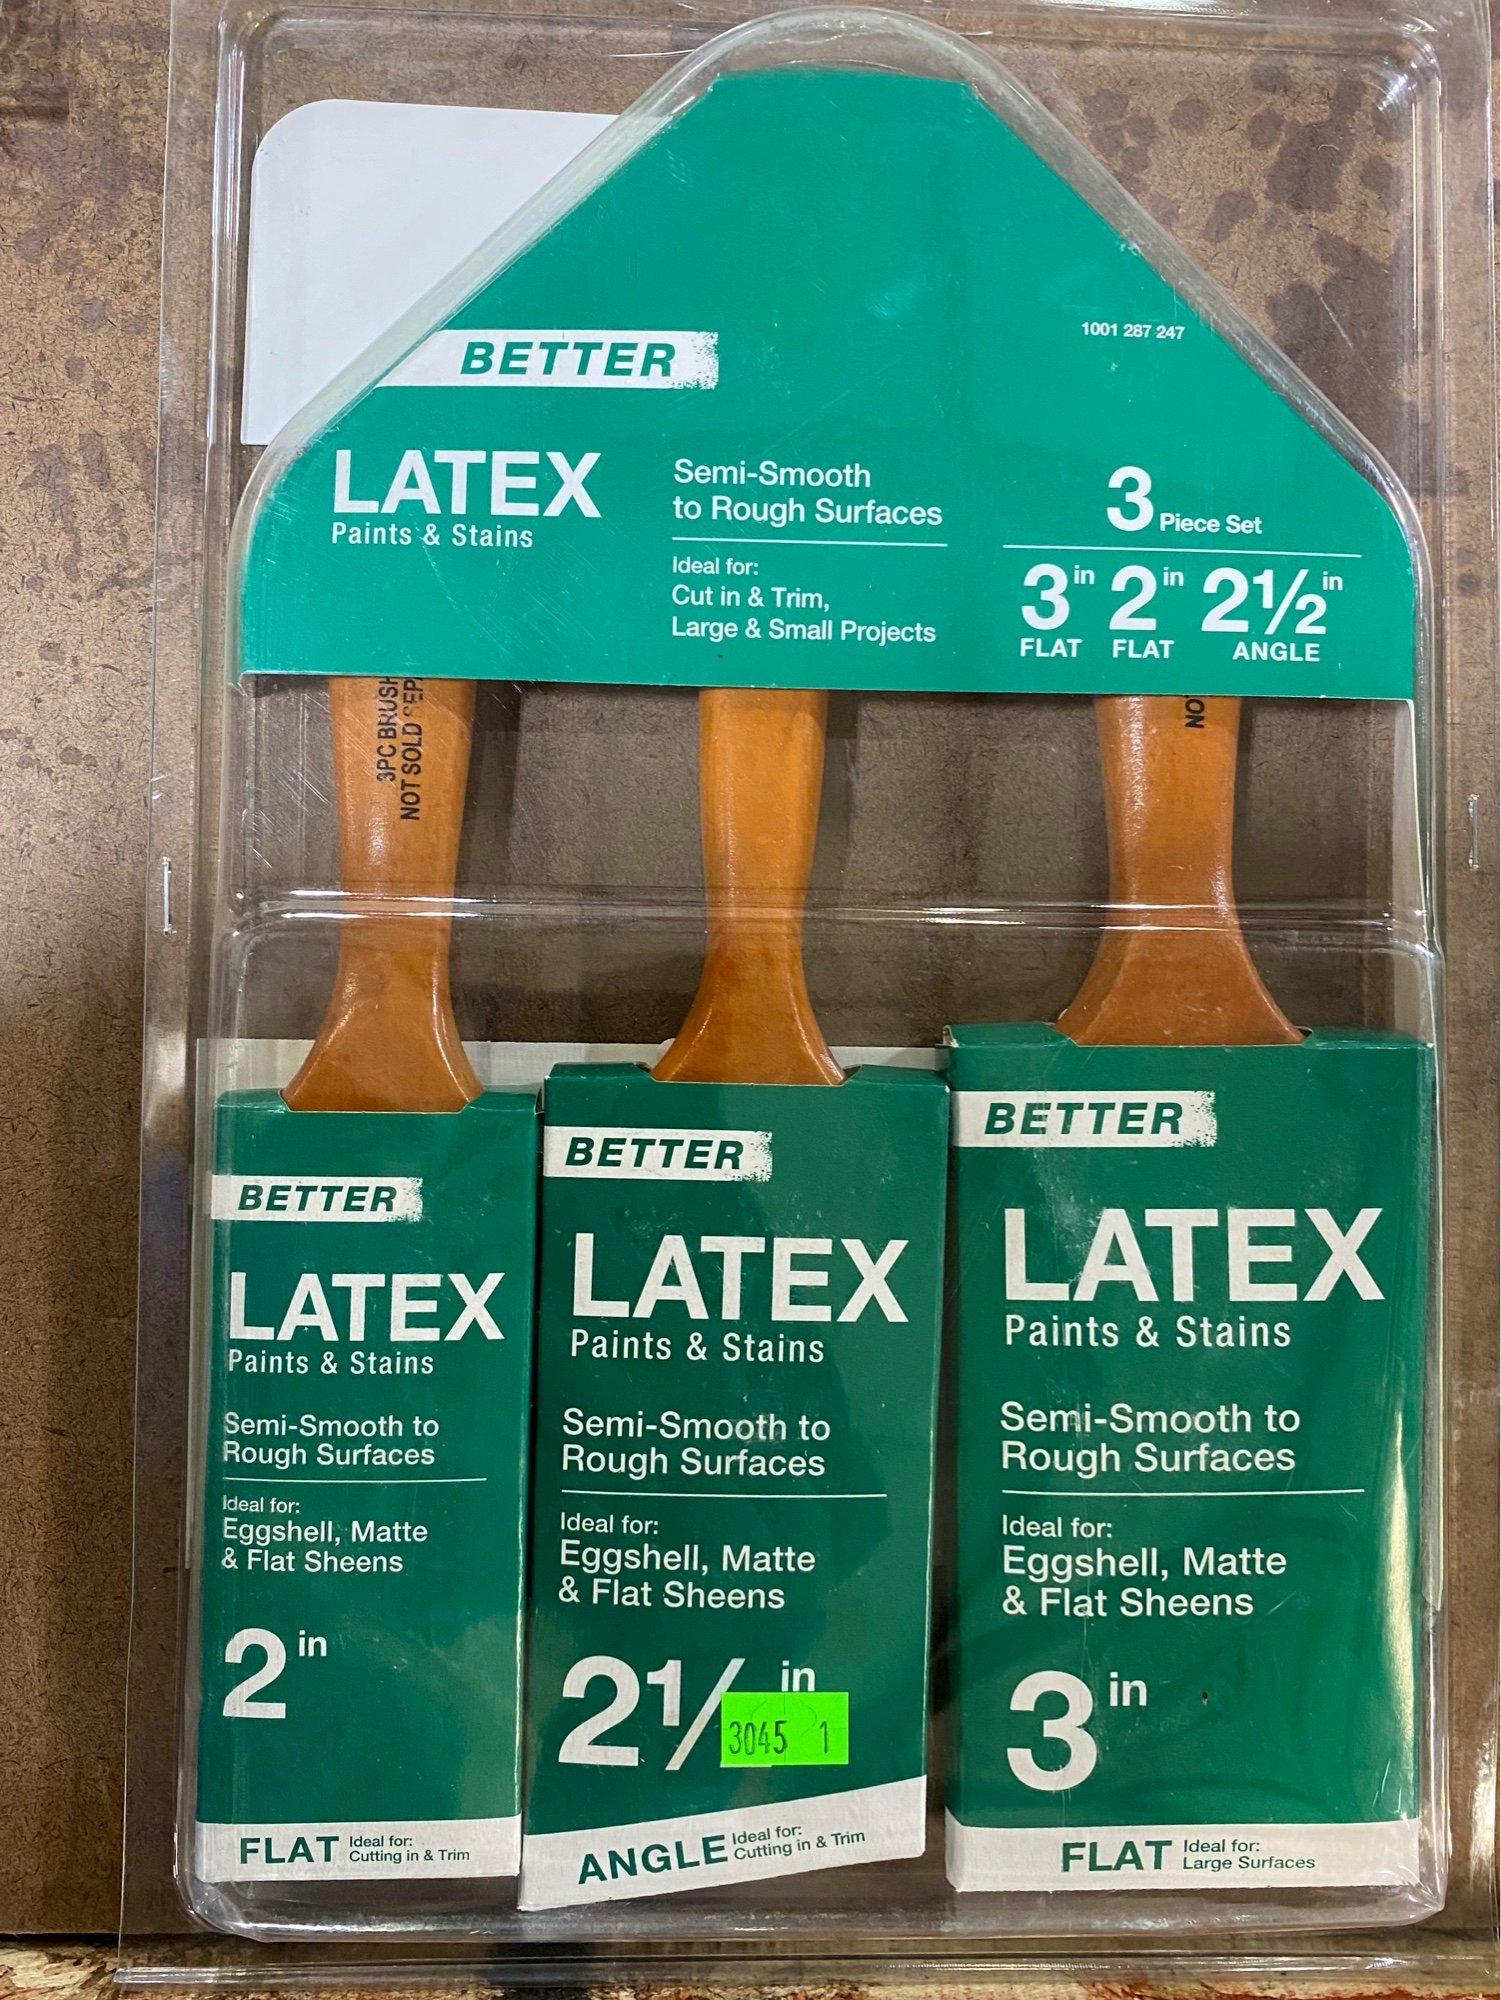 1001 287 247
BETTER
LATEX
Paints & Stains
Semi-Smooth
to Rough Surfaces
Ideal for:
Cut in & Trim,
Large & Small Projects
3 Piece Set
3 in 2 in 2½ in
FLAT FLAT ANGLE
3PC BRUSH
NOT SOLD
NO
BETTER
LATEX
Paints & Stains
Semi-Smooth to
Rough Surfaces
Ideal for:
Eggshell, Matte
& Flat Sheens
2 in
FLAT Ideal for:
Cutting in & Trim
BETTER
LATEX
Paints & Stains
Semi-Smooth to
Rough Surfaces
Ideal for:
Eggshell, Matte
& Flat Sheens
21/ in
3045 1
ANGLE Ideal for:
Cutting in & Trim
BETTER
LATEX
Paints & Stains
Semi-Smooth to
Rough Surfaces
Ideal for:
Eggshell, Matte
& Flat Sheens
3 in
FLAT Ideal for:
Large Surfaces